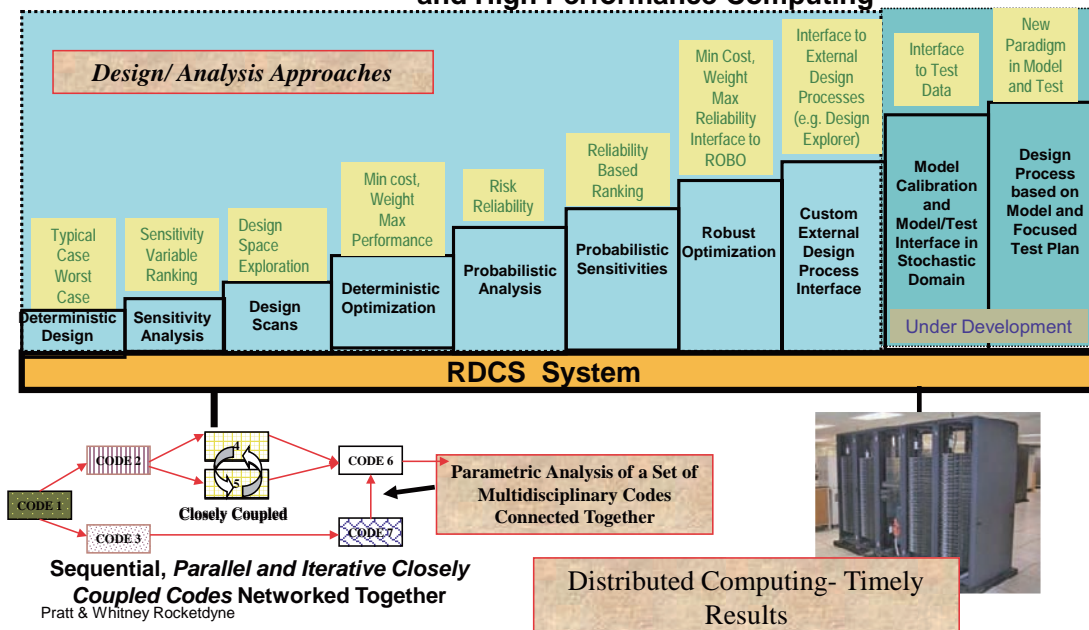 and High Performance Computing
Design/ Analysis Approaches
Typical
Case
Worst
Case
Deterministic
Design
Sensitivity
Variable
Ranking
Sensitivity
Analysis
Design
Space
Exploration
Design
Scans
Min cost,
Weight
Max
Performance
Deterministic
Optimization
Risk
Reliability
Probabilistic
Analysis
Reliability
Based
Ranking
Probabilistic
Sensitivities
Min Cost,
Weight
Max
Reliability
Interface to
ROBO
Robust
Optimization
Interface to
External
Design
Processes
(e.g. Design
Explorer)
Custom
External
Design
Process
Interface
Interface
to Test
Data
Model
Calibration
and
Model/Test
Interface in
Stochastic
Domain
New
Paradigm
in Model
and Test
Design
Process
based on
Model and
Focused
Test Plan
Under Development
RDCS System
CODE 1
CODE 2
CODE 3
4
5
Closely Coupled
CODE 6
CODE 7
Parametric Analysis of a Set of
Multidisciplinary Codes
Connected Together
Sequential, Parallel and Iterative Closely
Coupled Codes Networked Together
Pratt & Whitney Rocketdyne
Distributed Computing- Timely
Results